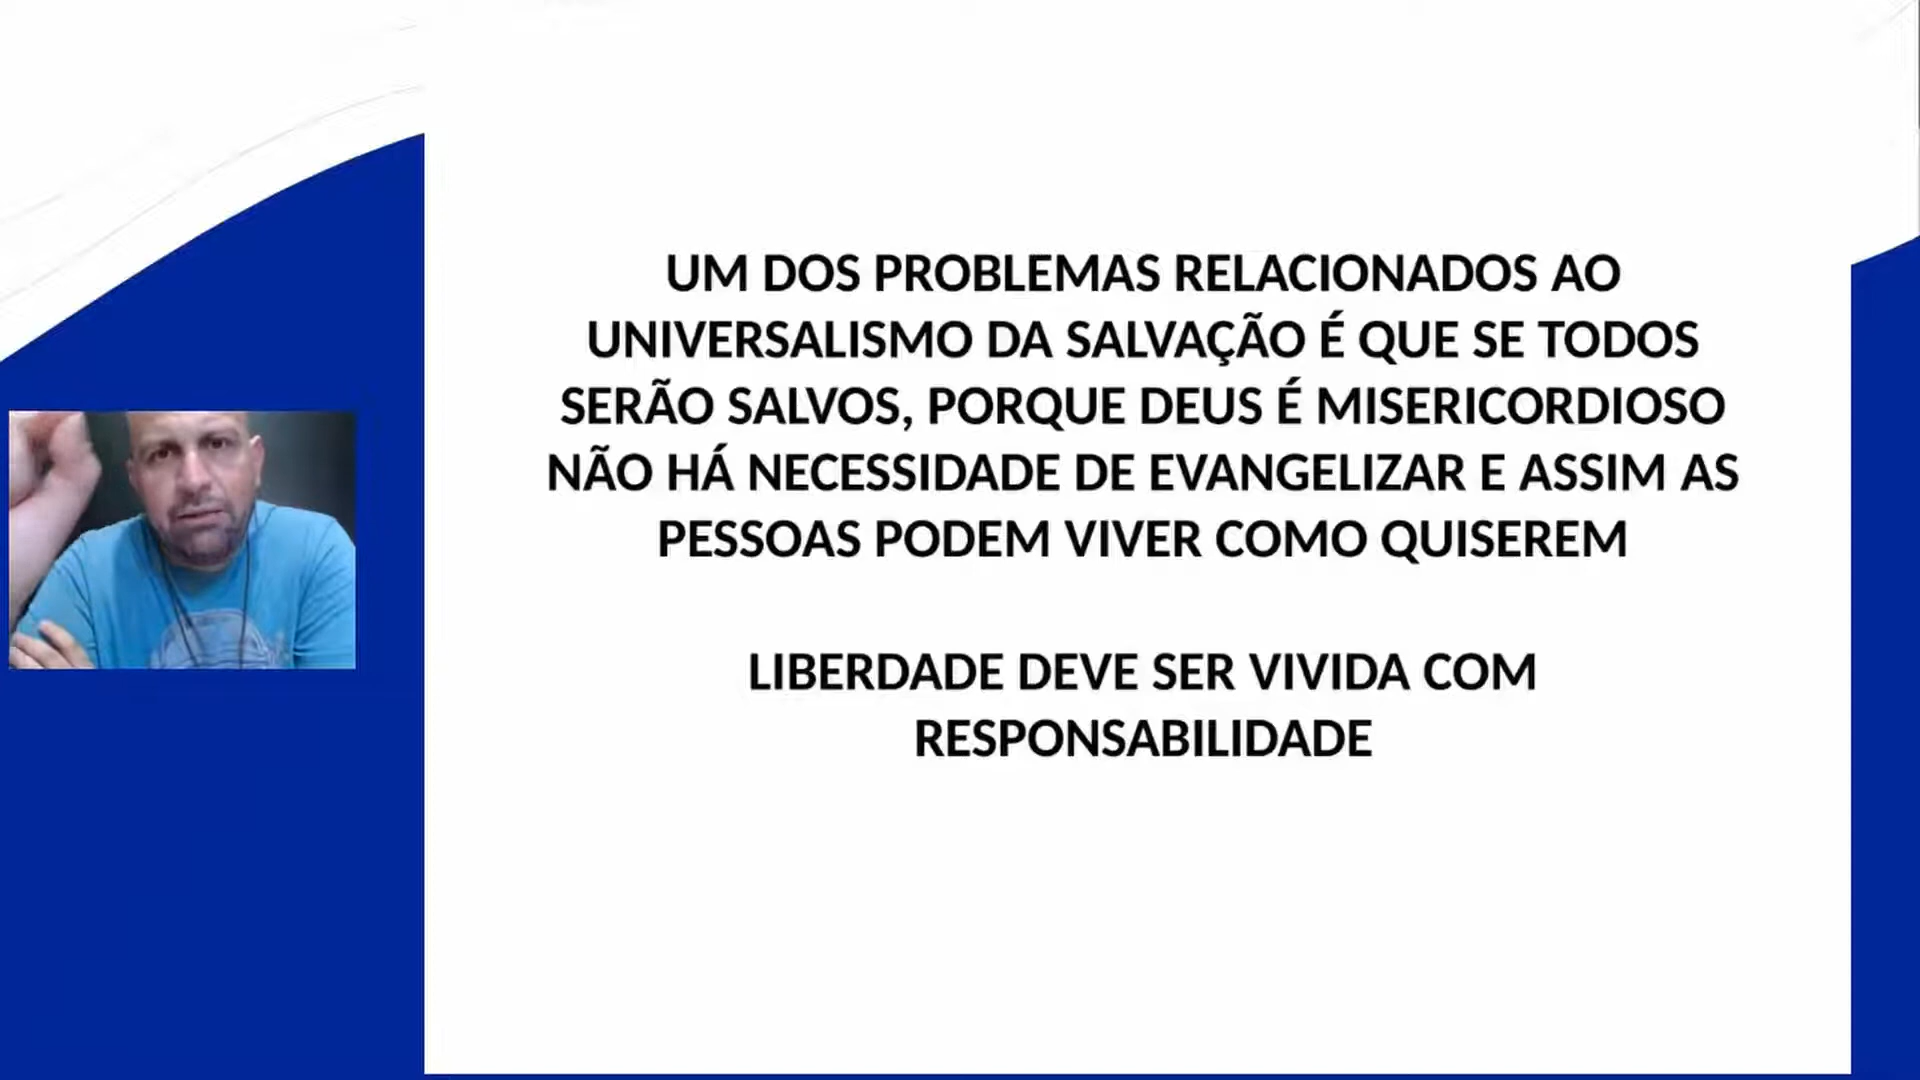 UM DOS PROBLEMAS RELACIONADOS AO
UNIVERSALISMO DA SALVAÇÃO É QUE SE TODOS
SERÃO SALVOS, PORQUE DEUS É MISERICORDIOSO
NÃO HÁ NECESSIDADE DE EVANGELIZAR E ASSIM AS
PESSOAS PODEM VIVER COMO QUISEREM
LIBERDADE DEVE SER VIVIDA COM
RESPONSABILIDADE